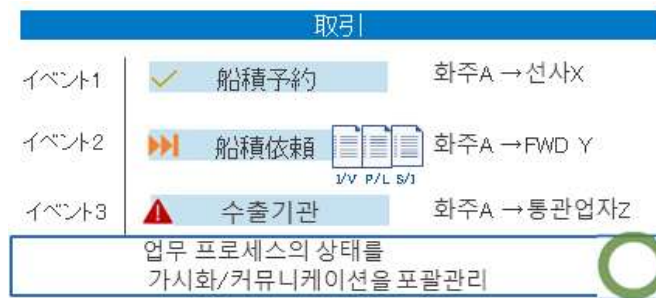 取引
イベント1 船積予約 화주A →선사X
イベント2 船積依頼 화주A →FWD Y
I/V P/L S/I
イベント3 수출기관 화주A →통관업자Z
업무 프로세스의 상태를
가시화/커뮤니케이션을 포괄관리